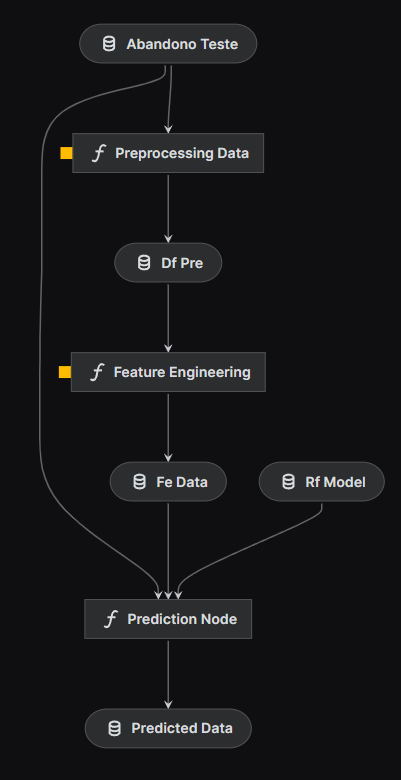 Abandono Teste
Preprocessing Data
Df Pre
Feature Engineering
Fe Data
Rf Model
Prediction Node
Predicted Data